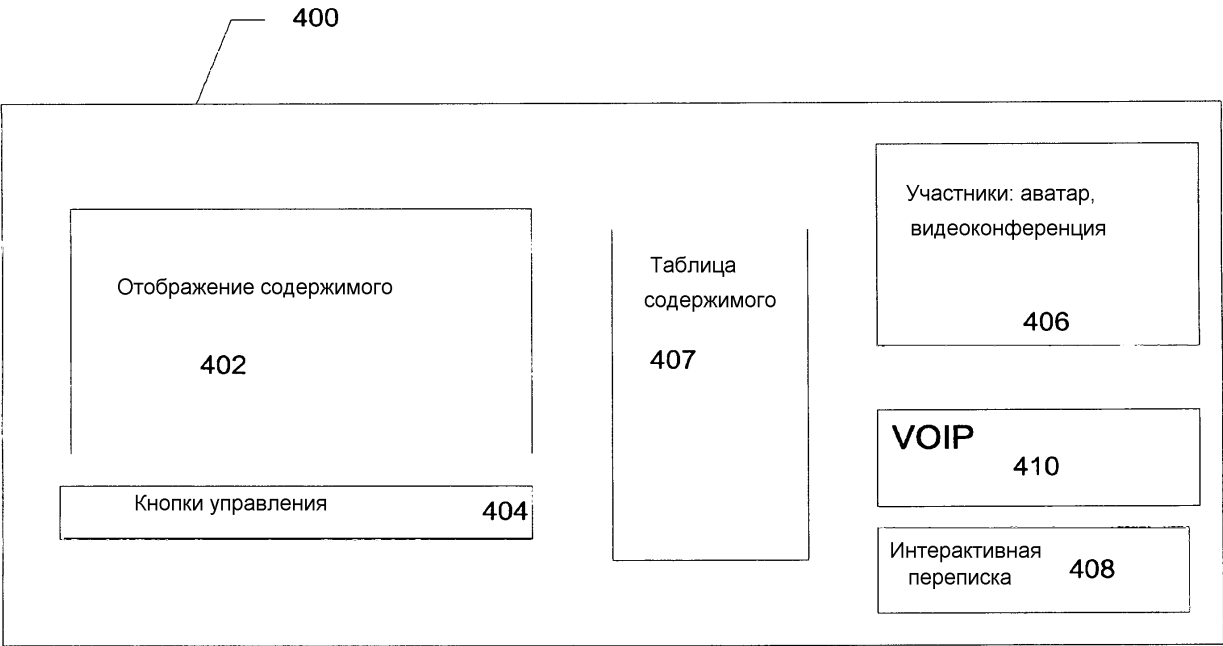 400
Отображение содержимого
402
Кнопки управления
404
Таблица
содержимого
407
Участники: аватар,
видеоконференция
406
VOIP
410
Интерактивная
переписка
408